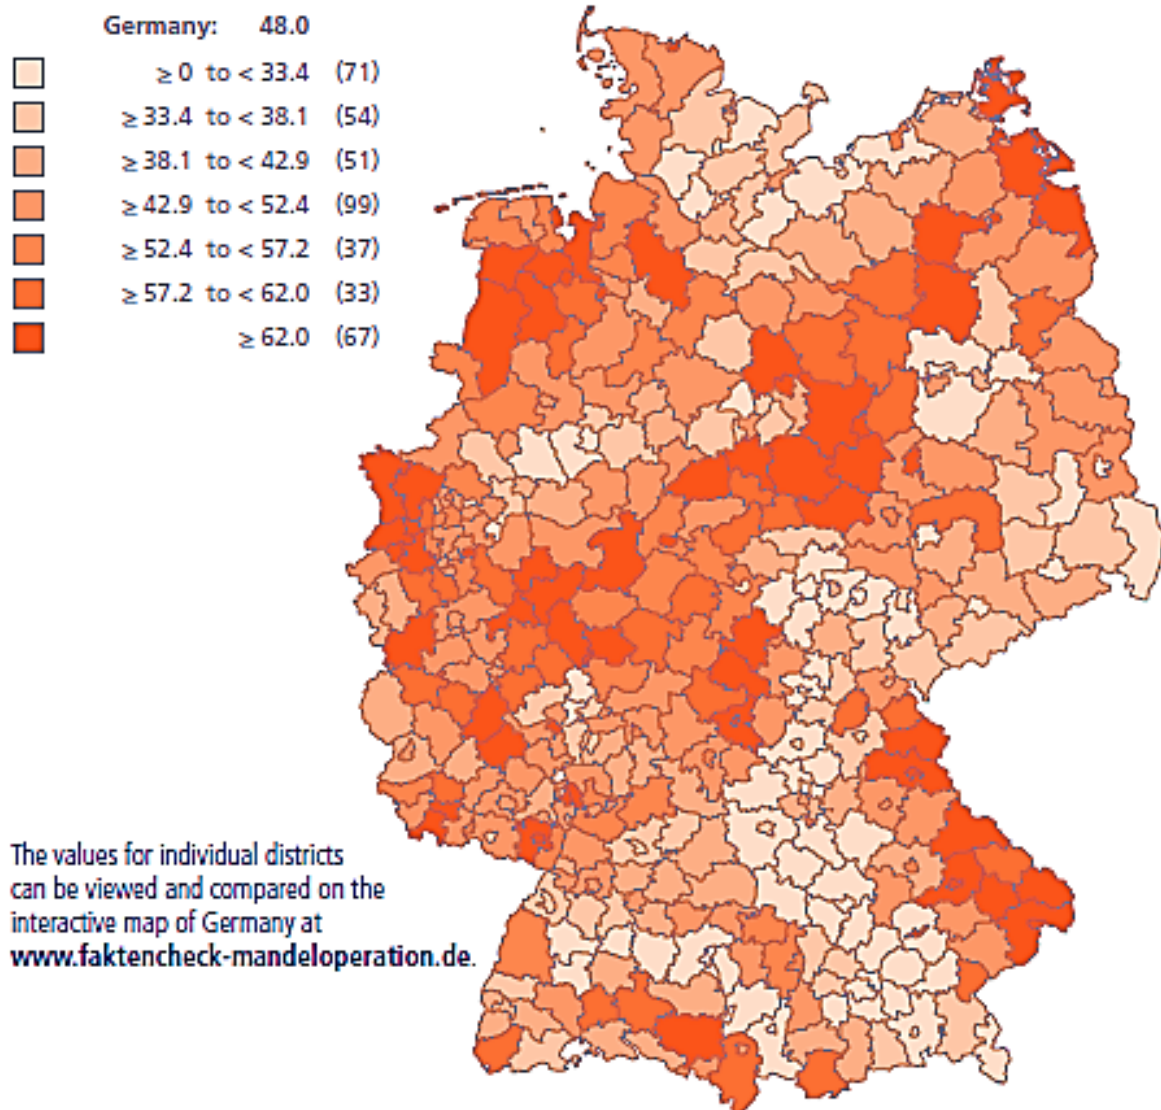 Germany: 48.0
≥ 0 to < 33.4 (71)
≥ 33.4 to < 38.1 (54)
≥ 38.1 to < 42.9 (51)
≥ 42.9 to < 52.4 (99)
≥ 52.4 to < 57.2 (37)
≥ 57.2 to < 62.0 (33)
≥ 62.0 (67)
The values for individual districts
can be viewed and compared on the
interactive map of Germany at
www.faktencheck-mandeloperation.de.